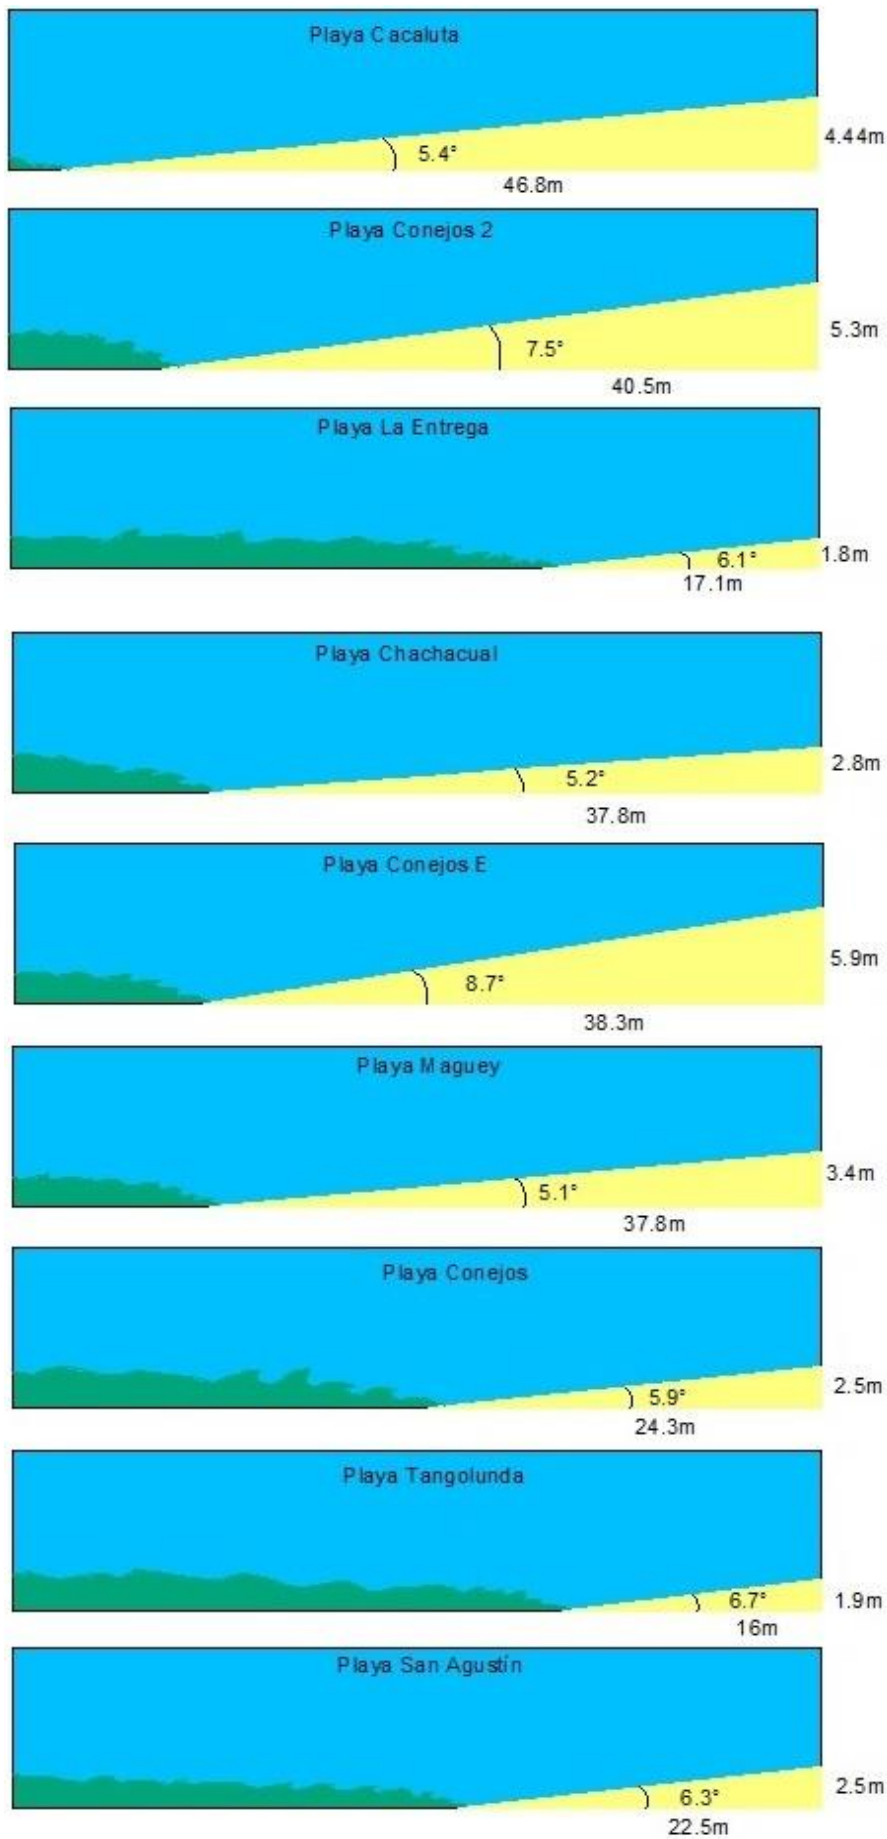 Playa Cacaluta
4.44m
5.4°
46.8m
Playa Conejos 2
5.3m
7.5°
40.5m
Playa La Entrega
1.8m
6.1°
17.1m
Playa Chachacual
2.8m
5.2°
37.8m
Playa Conejos E
5.9m
8.7°
38.3m
Playa Maguey
3.4m
5.1°
37.8m
Playa Conejos
2.5m
5.9°
24.3m
Playa Tangolunda
1.9m
6.7°
16m
Playa San Agustín
2.5m
6.3°
22.5m